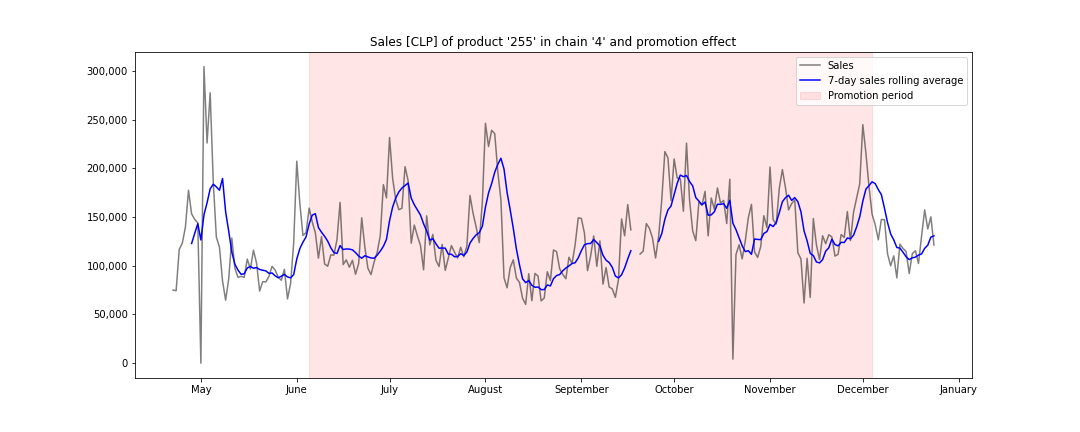 Sales [CLP] of product '255' in chain '4' and promotion effect
Sales
7-day sales rolling average
Promotion period
300,000
250,000
200,000
150,000
100,000
50,000
0
May June July August September October November December January